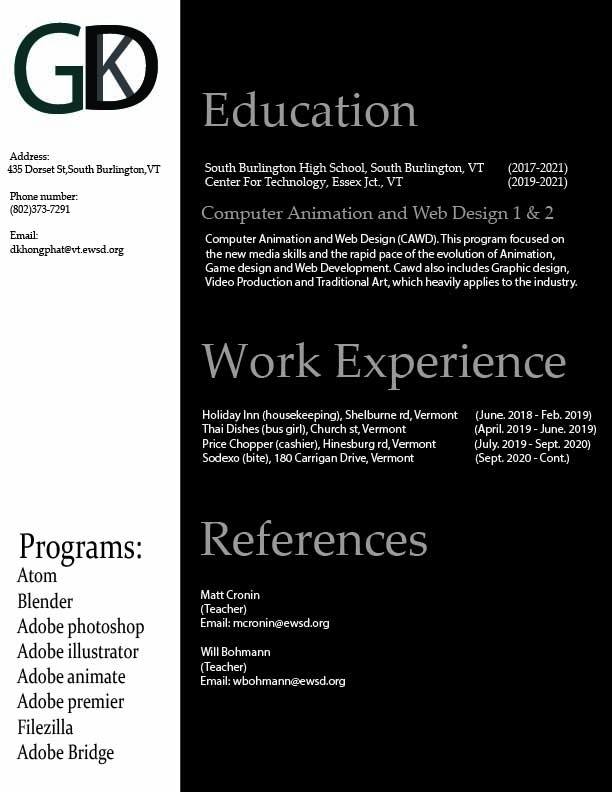 GKD
Address:
435 Dorset St,South Burlington,VT
Phone number:
(802)373-7291
Email:
dkhongphat@vt.ewsd.org
Programs:
Atom
Blender
Adobe photoshop
Adobe illustrator
Adobe animate
Adobe premier
Filezilla
Adobe Bridge
Education
South Burlington High School, South Burlington, VT (2017-2021)
Center For Technology, Essex Jct., VT (2019-2021)
Computer Animation and Web Design 1 & 2
Computer Animation and Web Design (CAWD). This program focused on
the new media skills and the rapid pace of the evolution of Animation,
Game design and Web Development. Cawd also includes Graphic design,
Video Production and Traditional Art, which heavily applies to the industry.
Work Experience
Holiday Inn (housekeeping), Shelburne rd, Vermont (June. 2018 - Feb. 2019)
Thai Dishes (bus girl), Church st, Vermont (April. 2019 - June. 2019)
Price Chopper (cashier), Hinesburg rd, Vermont (July. 2019 - Sept. 2020)
Sodexo (bite), 180 Carrigan Drive, Vermont (Sept. 2020 - Cont.)
References
Matt Cronin
(Teacher)
Email: mcronin@ewsd.org
Will Bohmann
(Teacher)
Email: wbohmann@ewsd.org